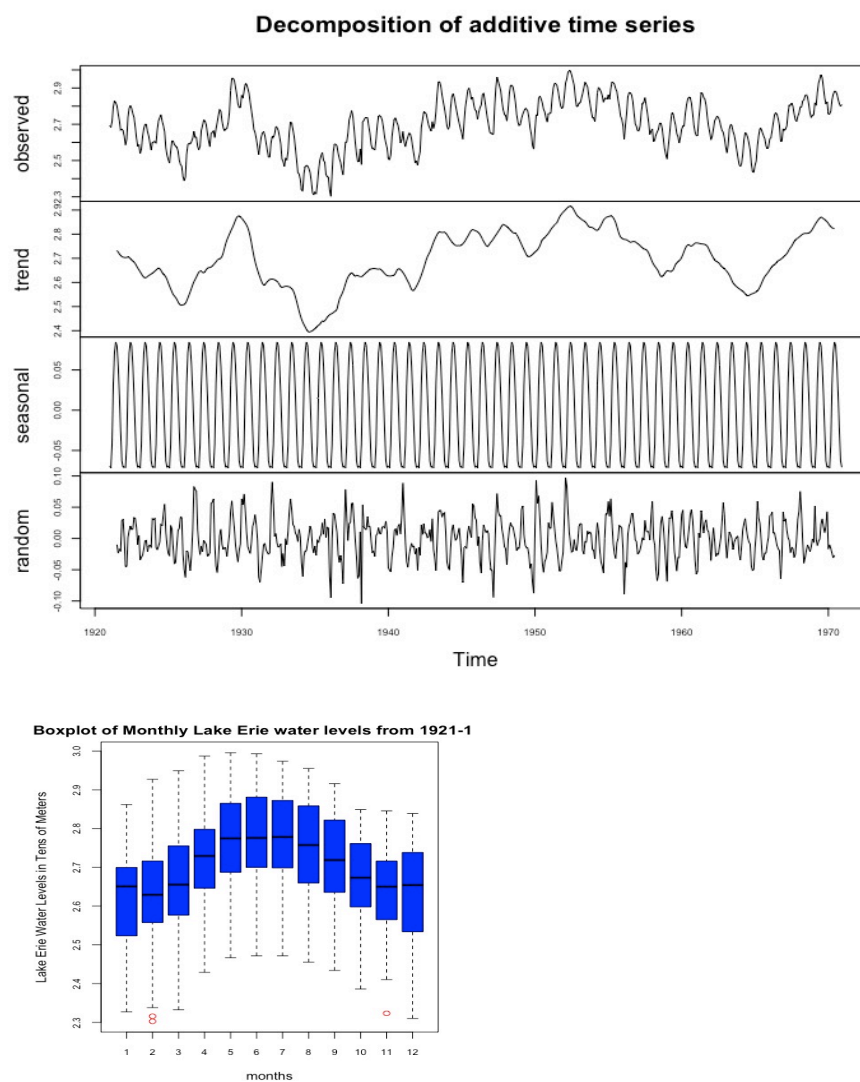 Decomposition of additive time series
observed
2.3
2.5
2.7
2.9
trend
2.4
2.5
2.6
2.7
2.8
2.9
seasonal
-0.05
0.00
0.05
random
-0.10
-0.05
0.00
0.05
0.10
1920 1930 1940 1950 1960 1970
Time
Boxplot of Monthly Lake Erie water levels from 1921-1
Lake Erie Water Levels in Tens of Meters
3.0
2.9
2.8
2.7
2.6
2.5
2.4
2.3
1 2 3 4 5 6 7 8 9 10 11 12
months